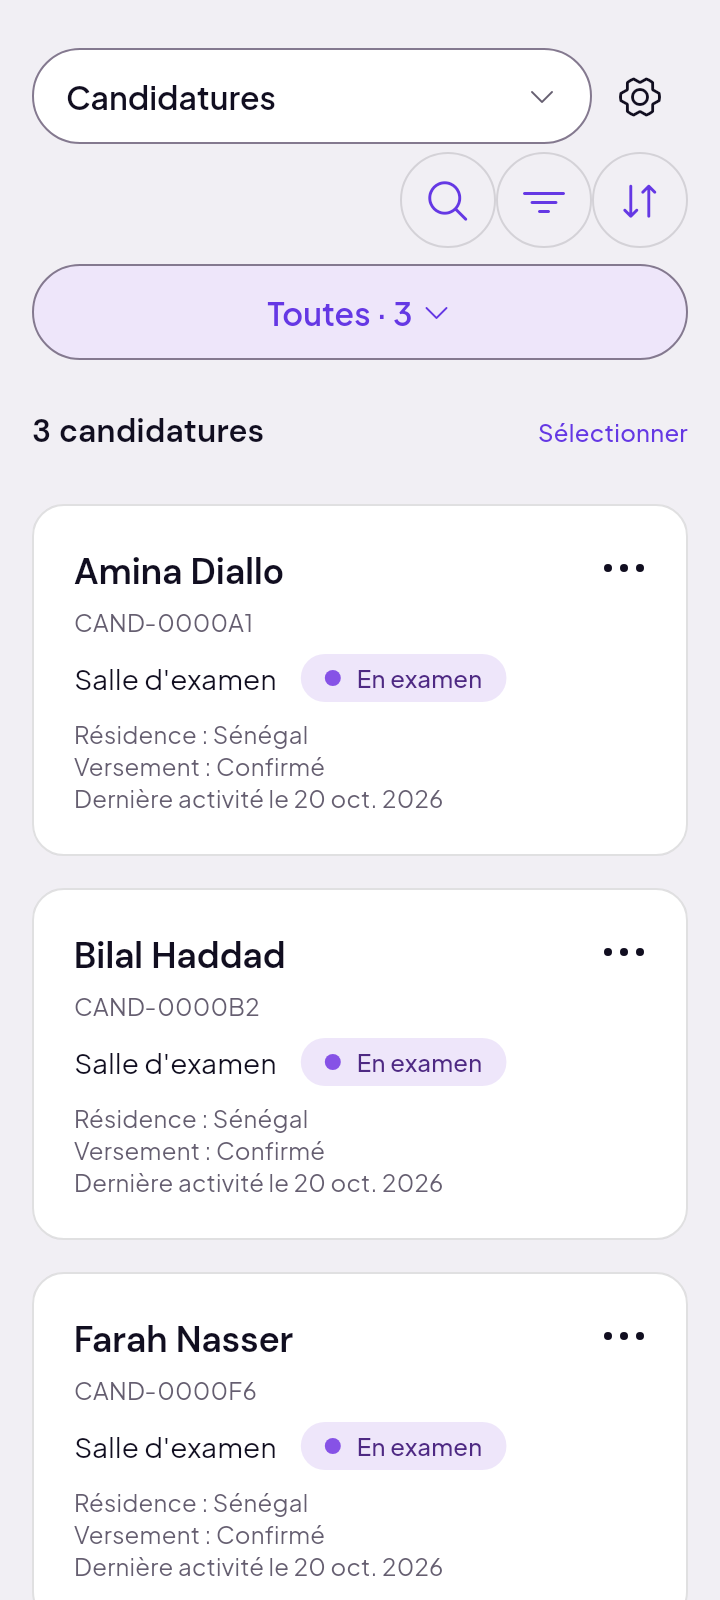 Candidatures
Toutes · 3
3 candidatures
Sélectionner
Amina Diallo
CAND-0000A1
Salle d'examen
En examen
Résidence : Sénégal
Versement : Confirmé
Dernière activité le 20 oct. 2026
Bilal Haddad
CAND-0000B2
Salle d'examen
En examen
Résidence : Sénégal
Versement : Confirmé
Dernière activité le 20 oct. 2026
Farah Nasser
CAND-0000F6
Salle d'examen
En examen
Résidence : Sénégal
Versement : Confirmé
Dernière activité le 20 oct. 2026